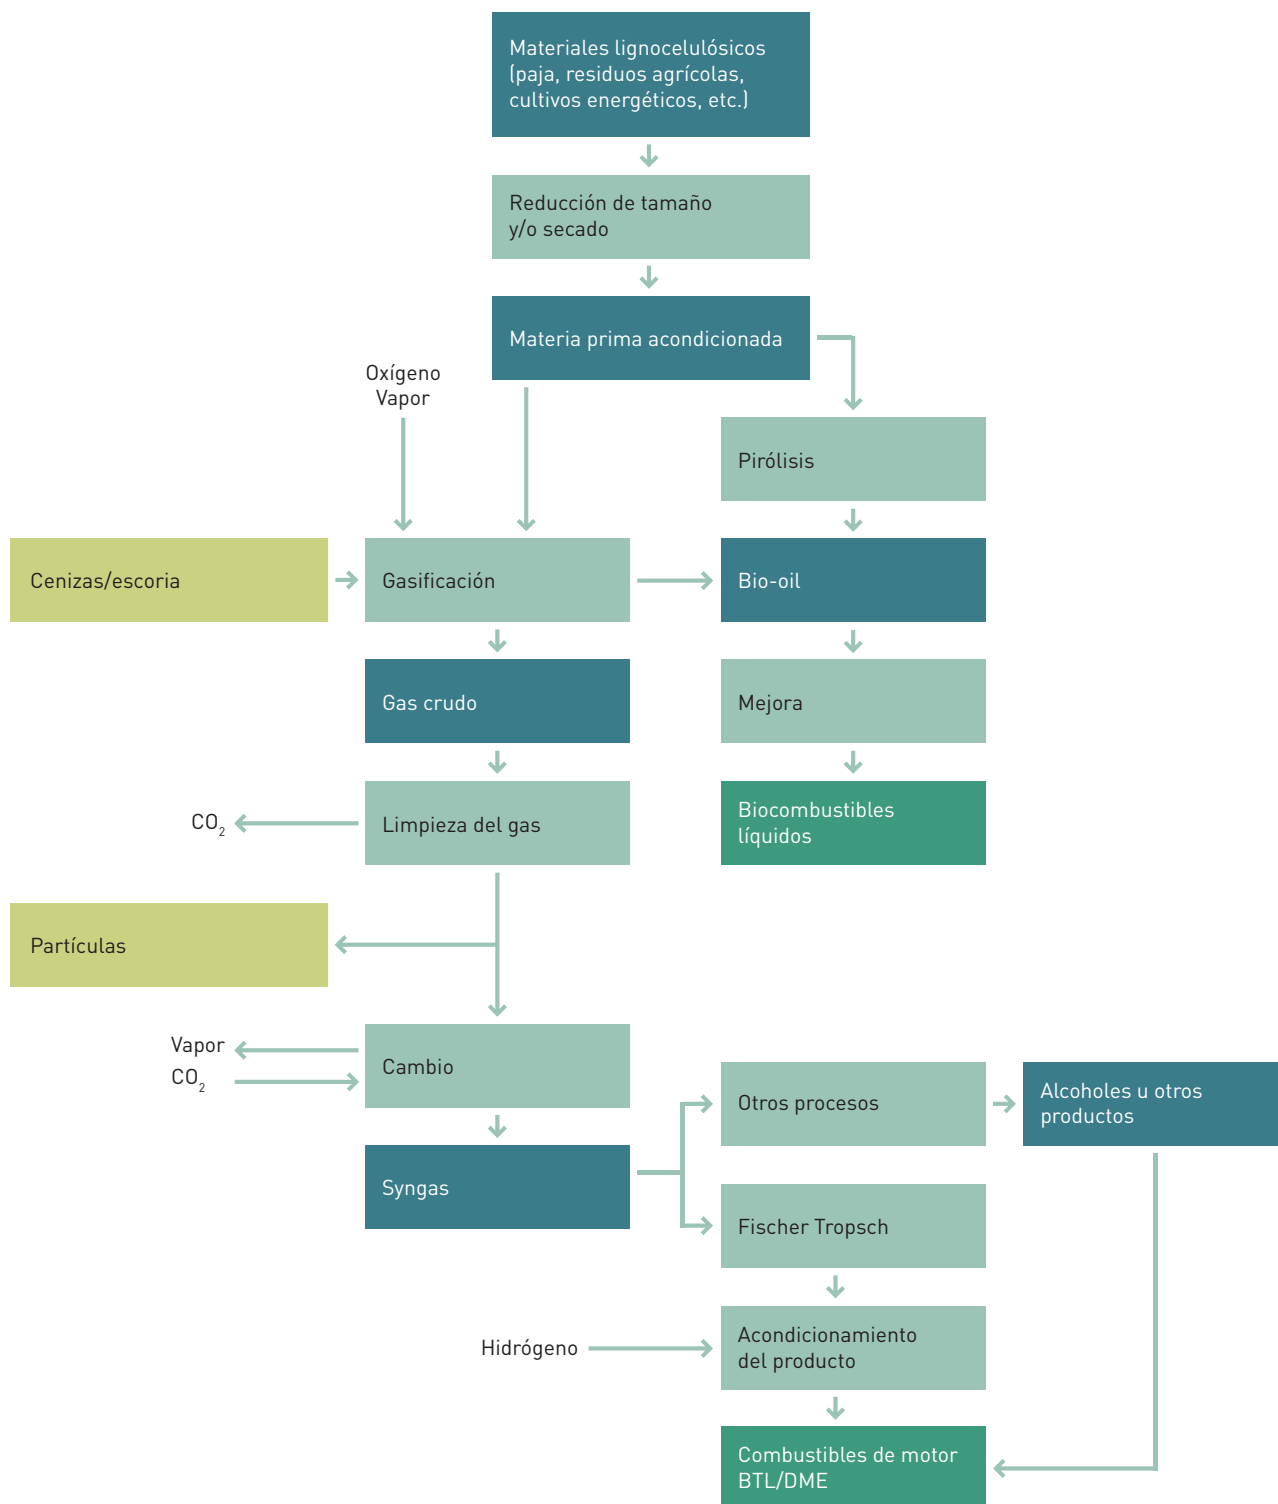 Materiales lignocelulósicos
(paja, residuos agrícolas,
cultivos energéticos, etc.)
Reducción de tamaño
y/o secado
Materia prima acondicionada
Oxígeno
Vapor
Pirólisis
Cenizas/escoria
Gasificación
Bio-oil
Gas crudo
Mejora
CO₂
Limpieza del gas
Biocombustibles
líquidos
Partículas
Vapor
CO₂
Cambio
Otros procesos
Alcoholes u otros
productos
Syngas
Fischer Tropsch
Hidrógeno
Acondicionamiento
del producto
Combustibles de motor
BTL/DME